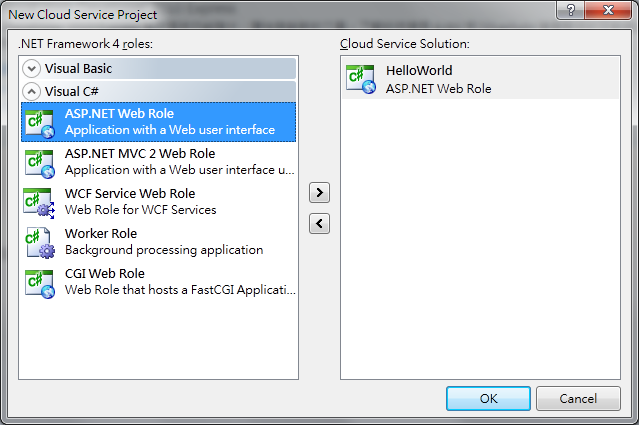 New Cloud Service Project
.NET Framework 4 roles:
Visual Basic
Visual C#
ASP.NET Web Role
Application with a Web user interface
ASP.NET MVC 2 Web Role
Application with a Web user interface u...
WCF Service Web Role
Web Role for WCF Services
Worker Role
Background processing application
CGI Web Role
Web Role that hosts a FastCGI Applicati...
Cloud Service Solution:
HelloWorld
ASP.NET Web Role
OK
Cancel